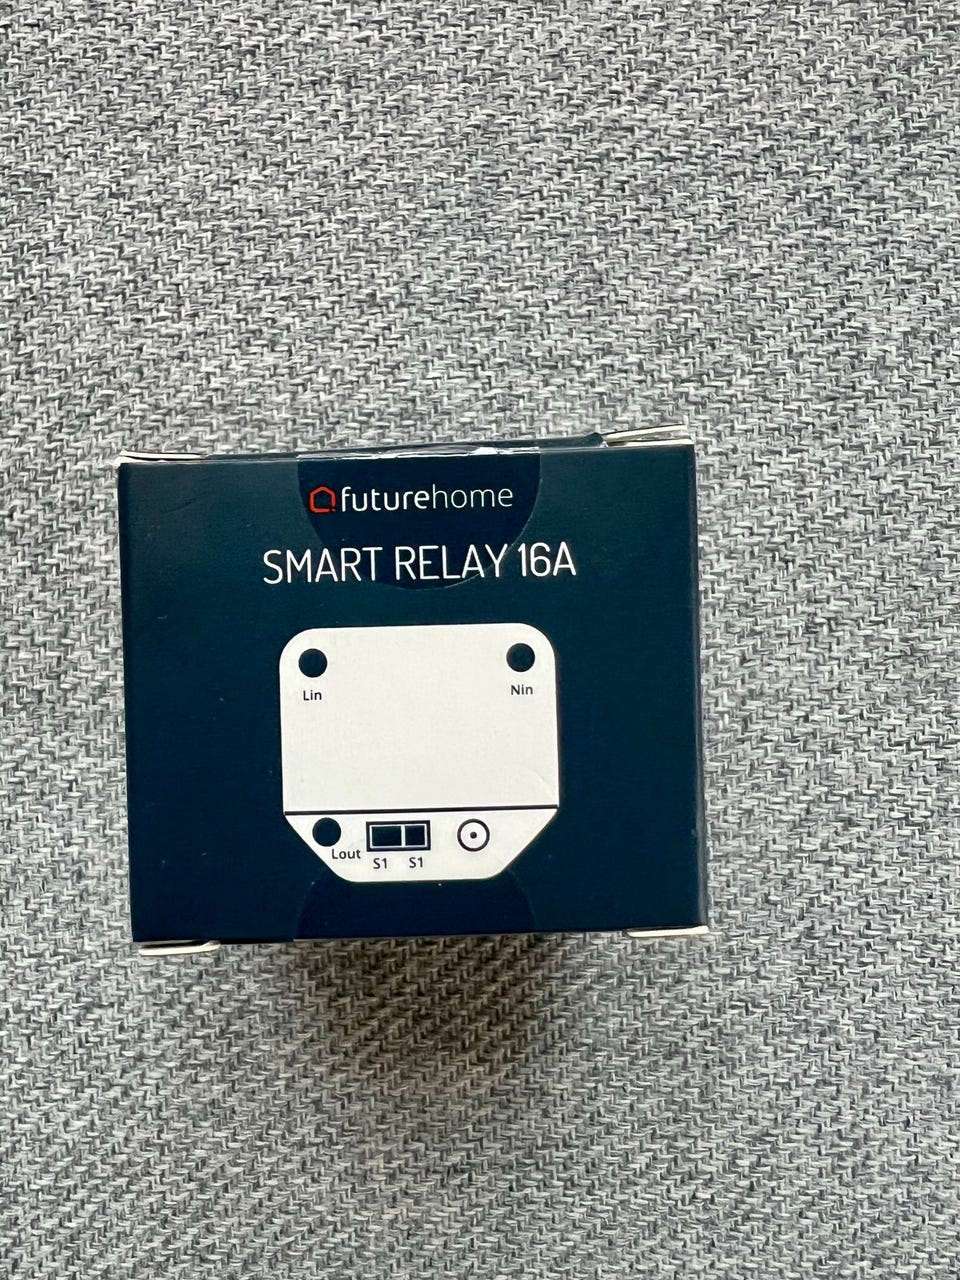 futurehome
SMART RELAY 16A
Lin Nin
Lout
S1 S1